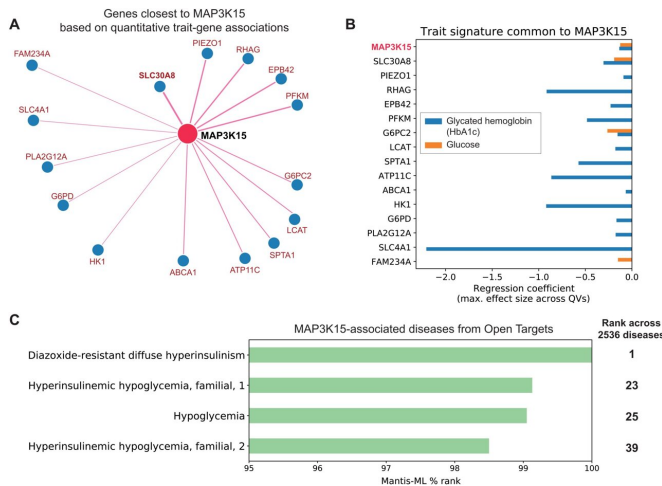 A
Genes closest to MAP3K15
based on quantitative trait-gene associations
PIEZO1
RHAG
FAM234A
SLC30A8
EPB42
PFKM
SLC4A1
MAP3K15
PLA2G12A
G6PC2
G6PD
LCAT
HK1
SPTA1
ABCA1
ATP11C
B
Trait signature common to MAP3K15
MAP3K15
SLC30A8
PIEZO1
RHAG
EPB42
PFKM
G6PC2
LCAT
SPTA1
ATP11C
ABCA1
HK1
G6PD
PLA2G12A
SLC4A1
FAM234A
Glycated hemoglobin
(HbA1c)
Glucose
−2.0 −1.5 −1.0 −0.5 0.0
Regression coefficient
(max. effect size across QVs)
C
MAP3K15-associated diseases from Open Targets
Rank across
2536 diseases
Diazoxide-resistant diffuse hyperinsulinism 1
Hyperinsulinemic hypoglycemia, familial, 1 23
Hypoglycemia 25
Hyperinsulinemic hypoglycemia, familial, 2 39
95 96 97 98 99 100
Mantis-ML % rank